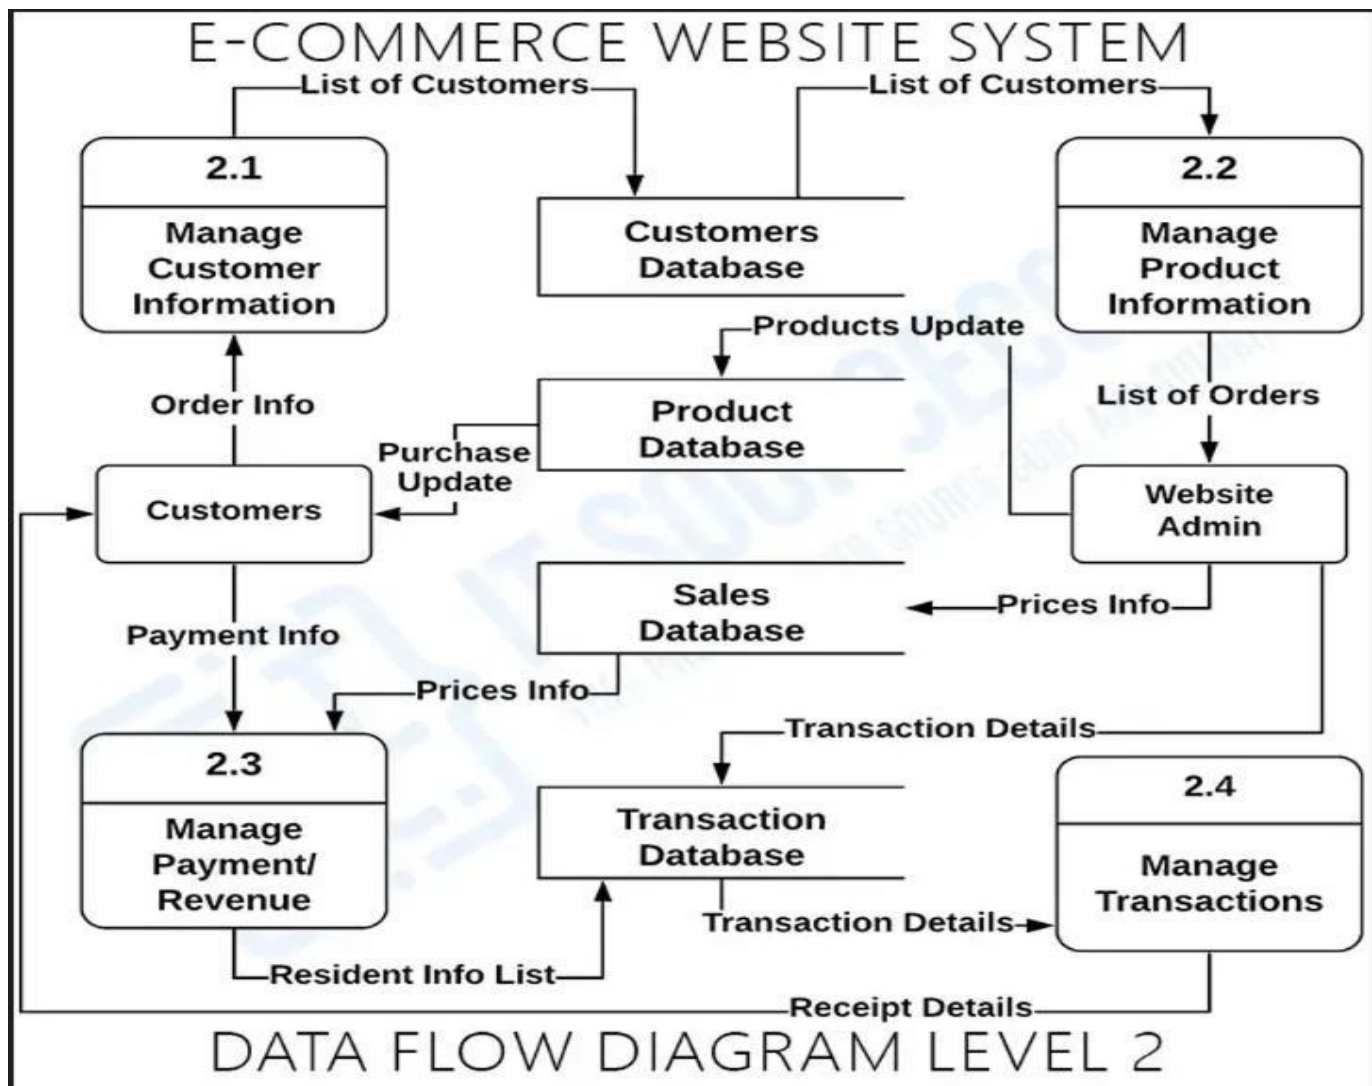 E-COMMERCE WEBSITE SYSTEM
List of Customers
List of Customers
2.1
Manage
Customer
Information
Customers
Database
2.2
Manage
Product
Information
Products Update
Order Info
Product
Database
List of Orders
Purchase
Update
Customers
Website
Admin
Sales
Database
Prices Info
Payment Info
Prices Info
Transaction Details
2.3
Manage
Payment/
Revenue
Transaction
Database
2.4
Manage
Transactions
Transaction Details
Resident Info List
Receipt Details
DATA FLOW DIAGRAM LEVEL 2